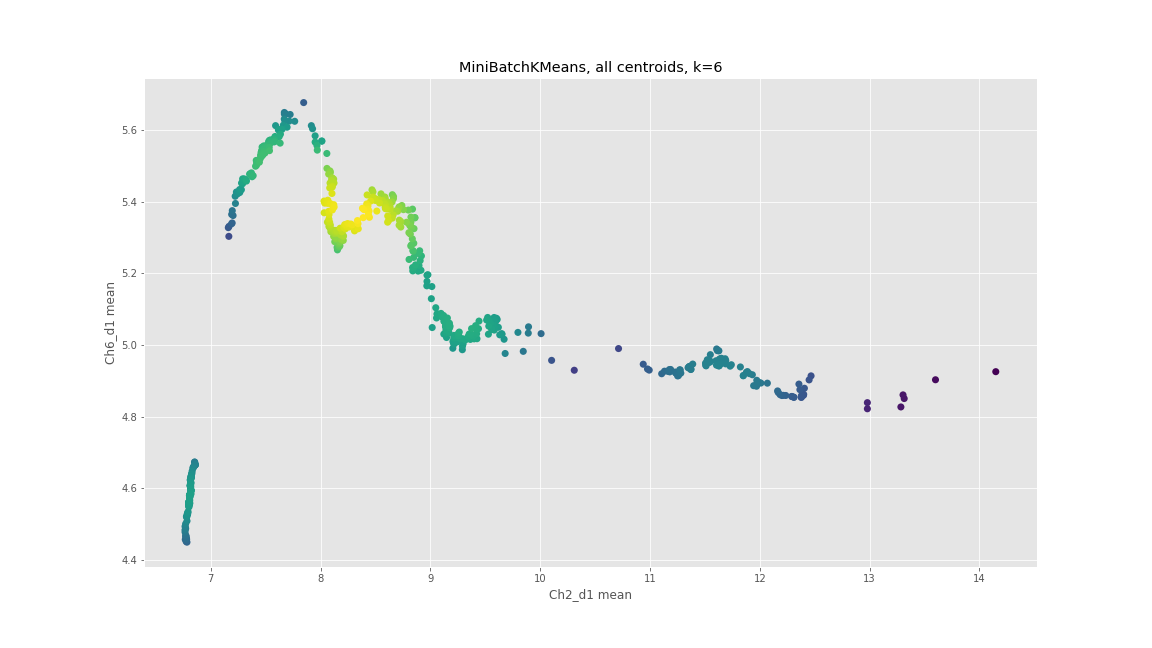 MiniBatchKMeans, all centroids, k=6
5.6
5.4
5.2
5.0
4.8
4.6
4.4
Ch6_d1 mean
7 8 9 10 11 12 13 14
Ch2_d1 mean